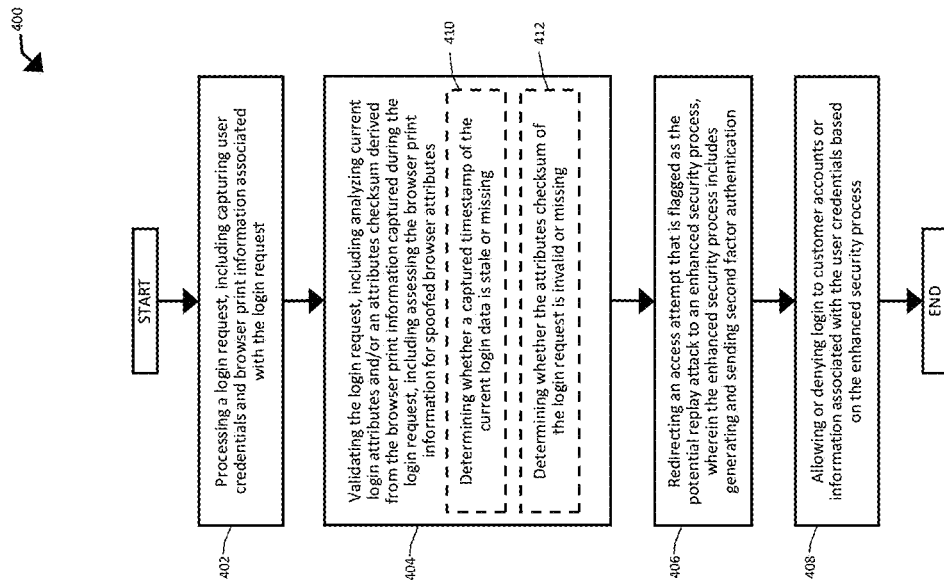 400
START
Processing a login request, including capturing user
credentials and browser print information associated
with the login request
402
Validating the login request, including analyzing current
login attributes and/or an attributes checksum derived
from the browser print information captured during the
login request, including assessing the browser print
information for spoofed browser attributes
404
Determining whether a captured timestamp of the
current login data is stale or missing
410
Determining whether the attributes checksum of
the login request is invalid or missing
412
Redirecting an access attempt that is flagged as the
potential replay attack to an enhanced security process,
wherein the enhanced security process includes
generating and sending second factor authentication
406
Allowing or denying login to customer accounts or
information associated with the user credentials based
on the enhanced security process
408
END